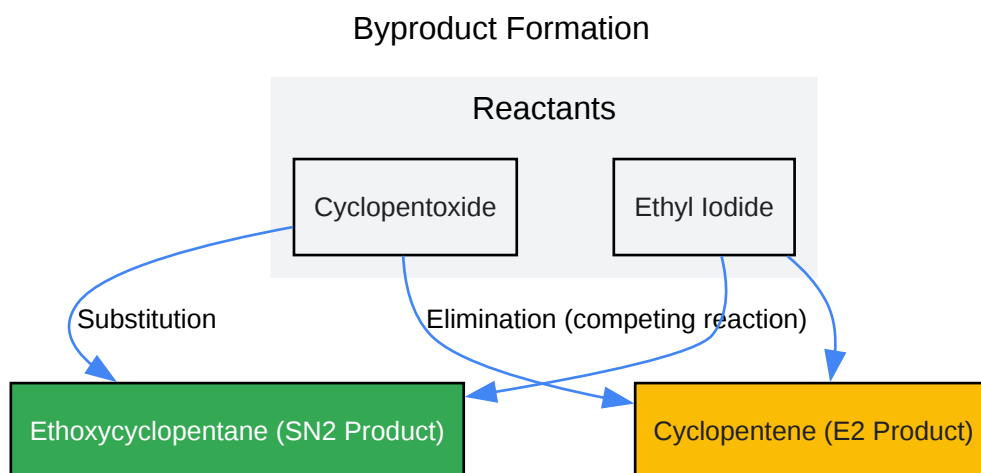 Byproduct Formation
Reactants
Cyclopentoxide
Ethyl Iodide
Substitution
Elimination (competing reaction)
Ethoxycyclopentane (SN2 Product)
Cyclopentene (E2 Product)